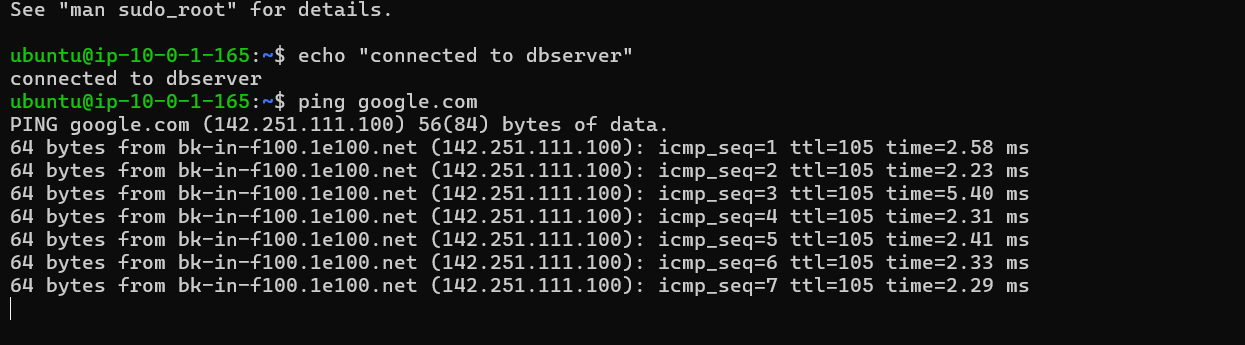 See "man sudo_root" for details.
ubuntu@ip-10-0-1-165:~$ echo "connected to dbserver"
connected to dbserver
ubuntu@ip-10-0-1-165:~$ ping google.com
PING google.com (142.251.111.100) 56(84) bytes of data.
64 bytes from bk-in-f100.1e100.net (142.251.111.100): icmp_seq=1 ttl=105 time=2.58 ms
64 bytes from bk-in-f100.1e100.net (142.251.111.100): icmp_seq=2 ttl=105 time=2.23 ms
64 bytes from bk-in-f100.1e100.net (142.251.111.100): icmp_seq=3 ttl=105 time=5.40 ms
64 bytes from bk-in-f100.1e100.net (142.251.111.100): icmp_seq=4 ttl=105 time=2.31 ms
64 bytes from bk-in-f100.1e100.net (142.251.111.100): icmp_seq=5 ttl=105 time=2.41 ms
64 bytes from bk-in-f100.1e100.net (142.251.111.100): icmp_seq=6 ttl=105 time=2.33 ms
64 bytes from bk-in-f100.1e100.net (142.251.111.100): icmp_seq=7 ttl=105 time=2.29 ms